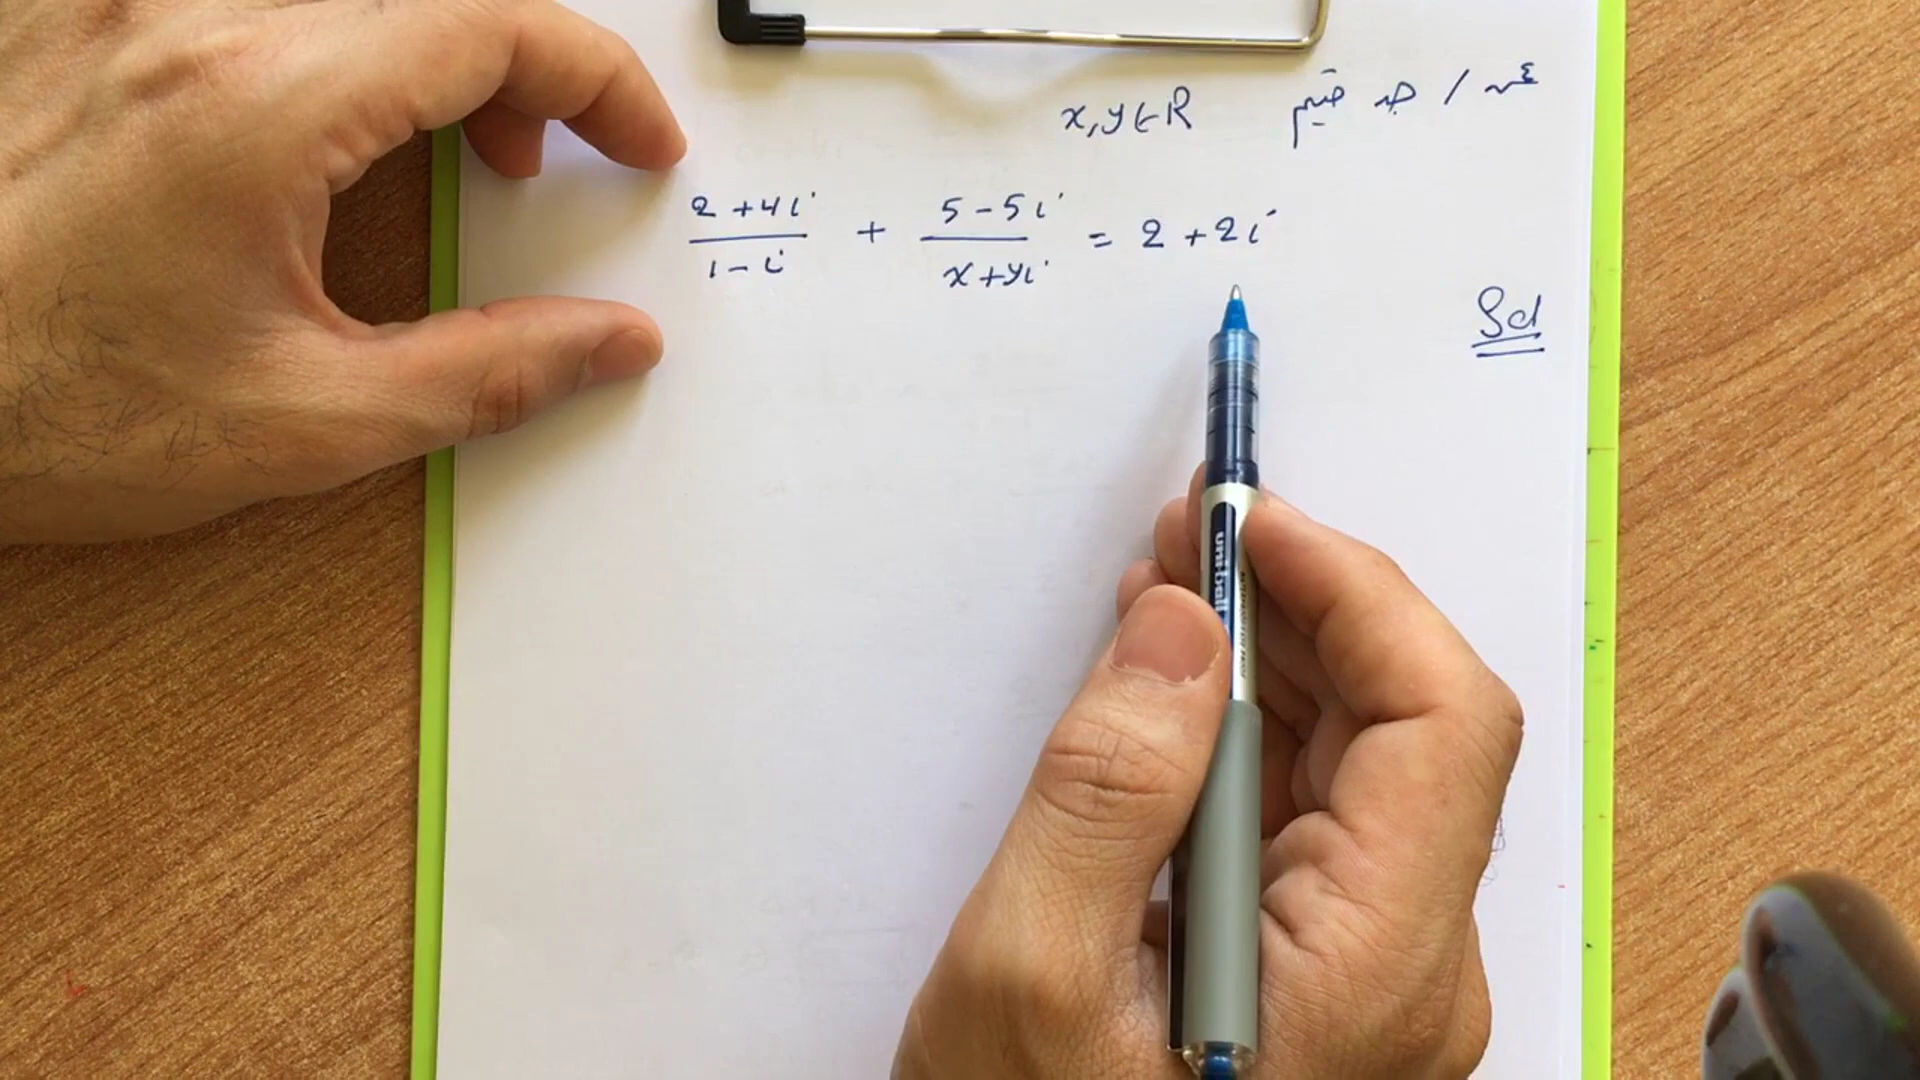 س٤ / جد قيم x,y∈R
2+4i/1-i + 5-5i/x+yi = 2+2i
Sol
uni-ball